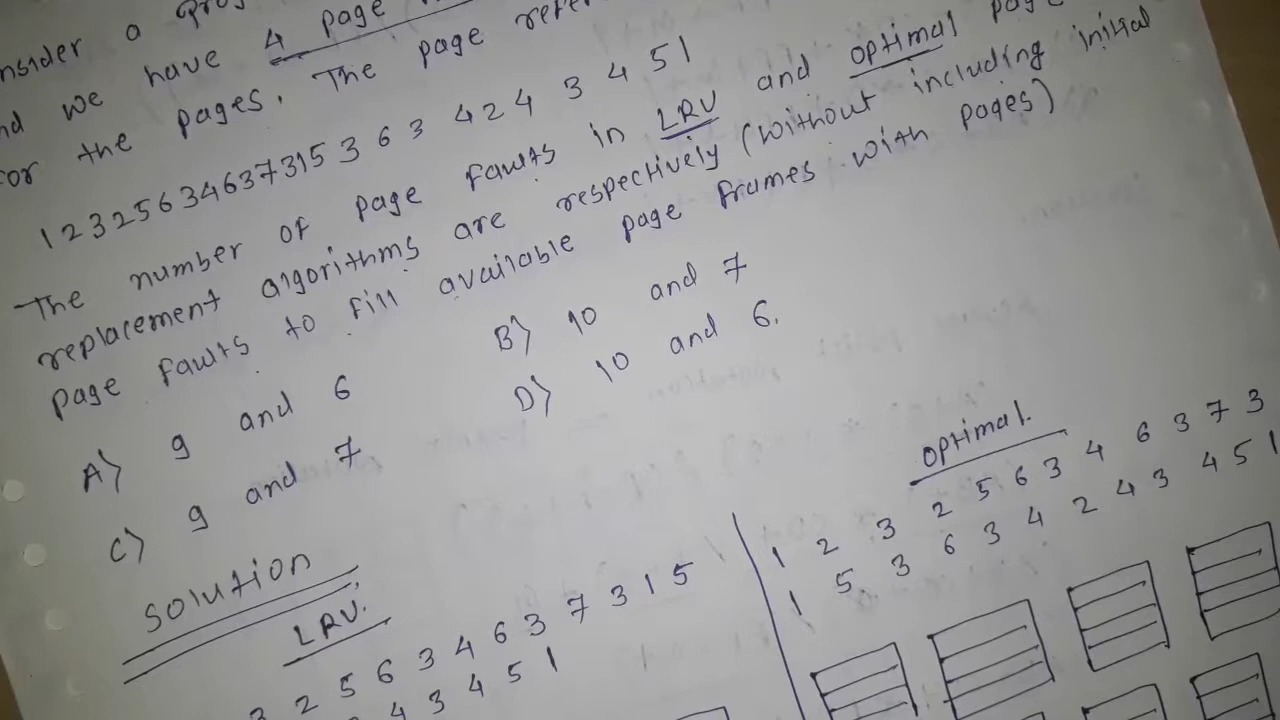 nsider a
nd we have 4 page
for the pages. The page refer
1 2 3 2 5 6 3 4 6 3 7 3 1 5 3 6 3 4 2 4 3 4 5 1
The number of page faults in LRU and optimal page
replacement algorithms are respectively (without including initial
page faults to fill available page frames with pages)
A) 9 and 6 B) 10 and 7
C) 9 and 7 D) 10 and 6.
Solution
LRU.
3 2 5 6 3 4 6 3 7 3 1 5
4 3 4 5 1
Optimal.
1 2 3 2 5 6 3 4 6 3 7 3
1 5 3 6 3 4 2 4 3 4 5 1